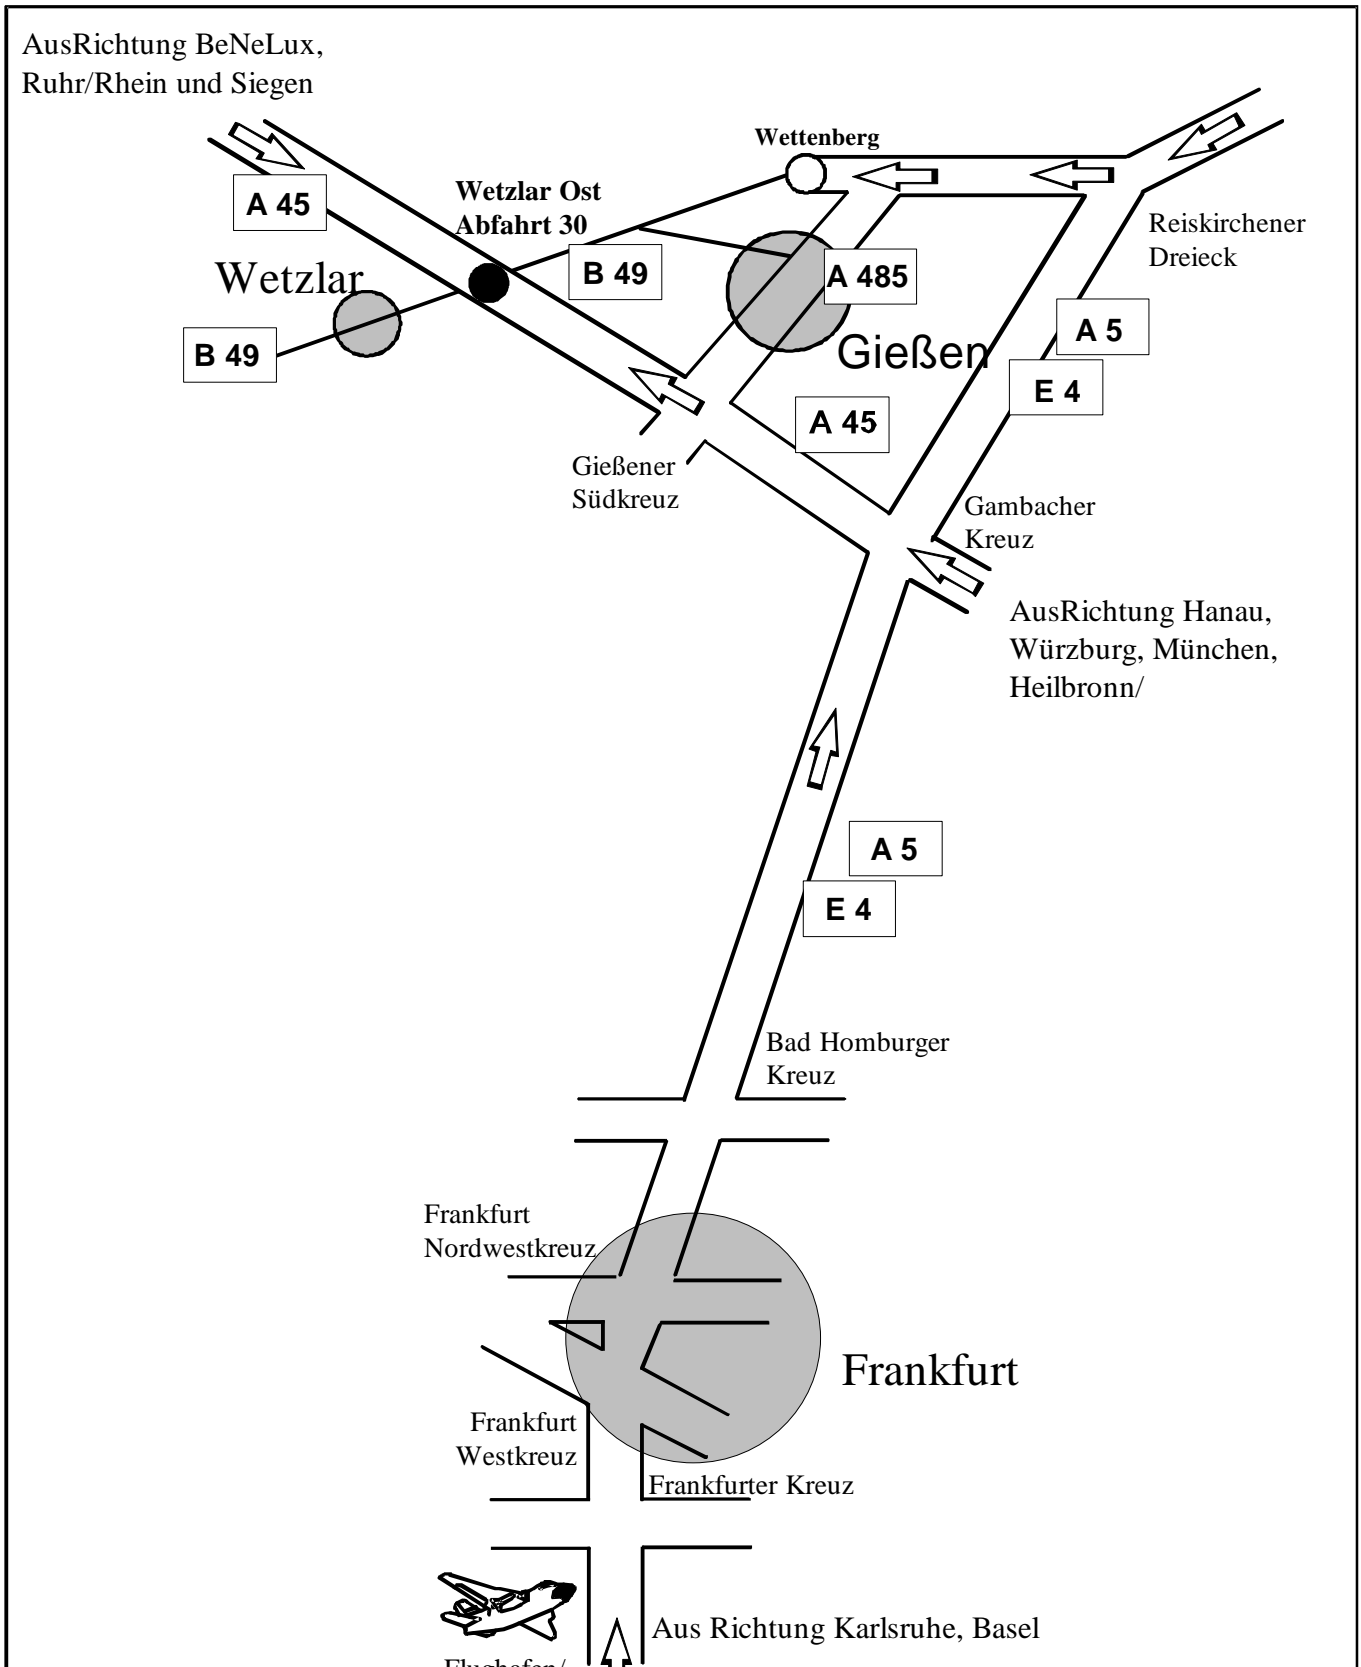 AusRichtung BeNeLux,
Ruhr/Rhein und Siegen
Wettenberg
A 45
Wetzlar Ost
Abfahrt 30
Reiskirchener
Dreieck
Wetzlar
B 49
A 485
B 49
Gießen
A 5
E 4
A 45
Gießener
Südkreuz
Gambacher
Kreuz
AusRichtung Hanau,
Würzburg, München,
Heilbronn/
A 5
E 4
Bad Homburger
Kreuz
Frankfurt
Nordwestkreuz
Frankfurt
Frankfurt
Westkreuz
Frankfurter Kreuz
Aus Richtung Karlsruhe, Basel
Flughafen/